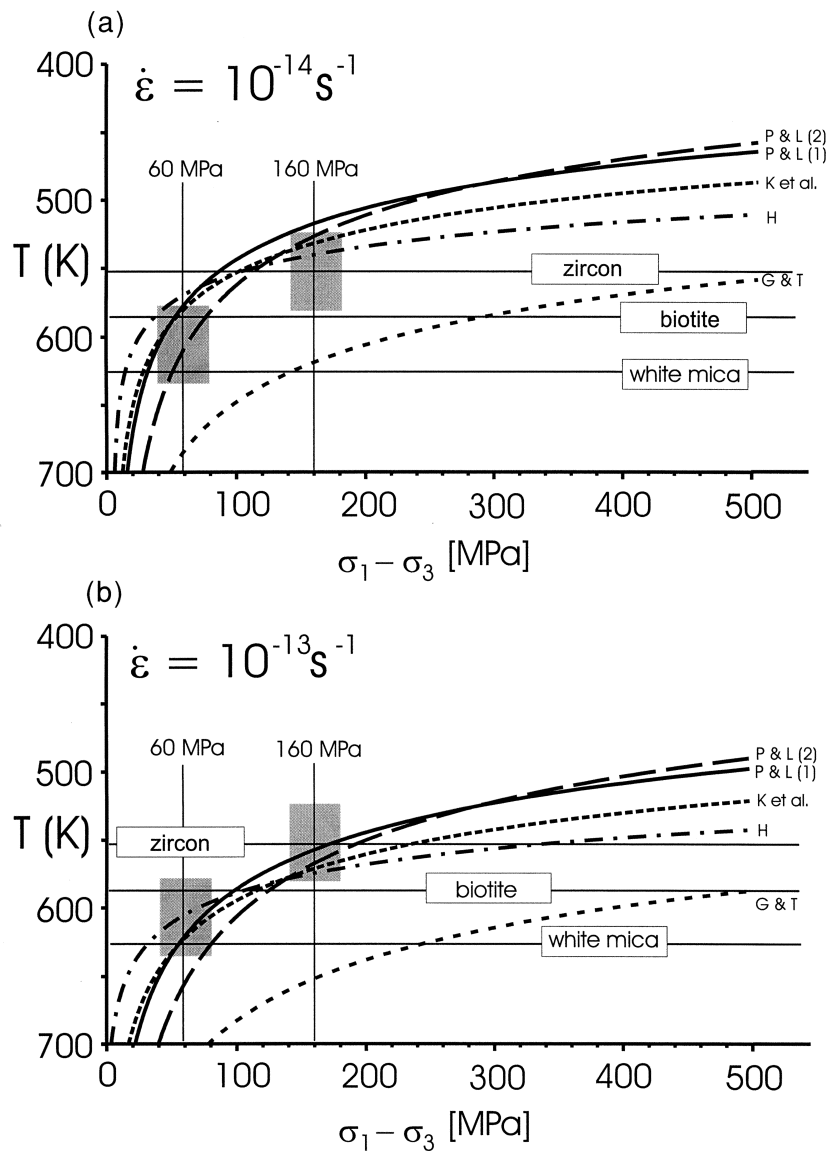 (a)
400
ε̇ = 10⁻¹⁴s⁻¹
P & L (2)
P & L (1)
60 MPa
160 MPa
K et al.
500
H
T (K)
zircon
G & T
biotite
600
white mica
700
0
100
200
300
400
500
σ₁ – σ₃ [MPa]
(b)
400
ε̇ = 10⁻¹³s⁻¹
60 MPa
160 MPa
P & L (2)
500
P & L (1)
K et al.
T (K)
zircon
H
biotite
600
G & T
white mica
700
0
100
200
300
400
500
σ₁ – σ₃ [MPa]